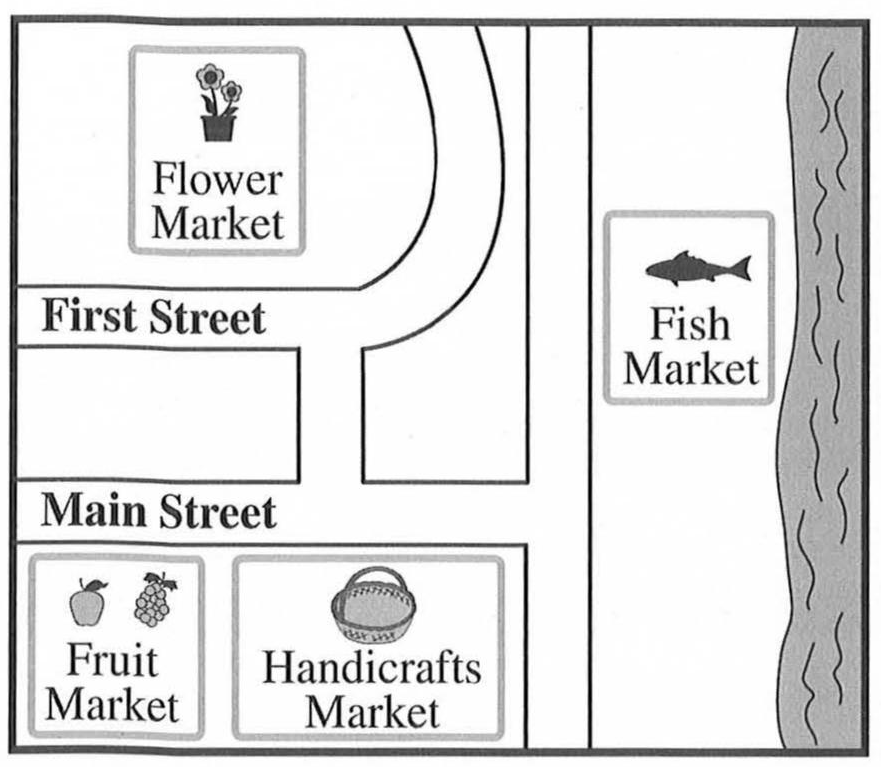 Flower
Market
First Street
Fish
Market
Main Street
Fruit
Market
Handicrafts
Market